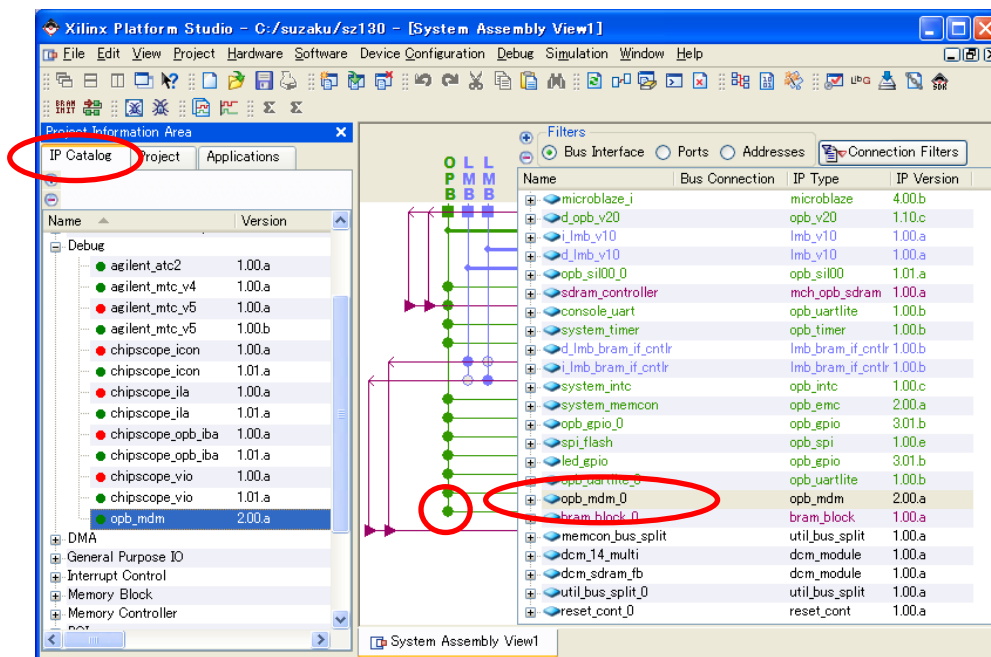 Xilinx Platform Studio - C:/suzaku/sz130 - [System Assembly View1]
File Edit View Project Hardware Software Device Configuration Debug Simulation Window Help
Project Information Area
IP Catalog Project Applications
Name Version
Debug
agilent_atc2 1.00.a
agilent_mtc_v4 1.00.a
agilent_mtc_v5 1.00.a
agilent_mtc_v5 1.00.b
chipscope_icon 1.00.a
chipscope_icon 1.01.a
chipscope_ila 1.00.a
chipscope_ila 1.01.a
chipscope_opb_iba 1.00.a
chipscope_opb_iba 1.01.a
chipscope_vio 1.00.a
chipscope_vio 1.01.a
opb_mdm 2.00.a
DMA
General Purpose IO
Interrupt Control
Memory Block
Memory Controller
OPB LMB LMB
Filters
Bus Interface Ports Addresses Connection Filters
Name Bus Connection IP Type IP Version
microblaze_i microblaze 4.00.b
d_opb_v20 opb_v20 1.10.c
i_lmb_v10 lmb_v10 1.00.a
d_lmb_v10 lmb_v10 1.00.a
opb_sil00_0 opb_sil00 1.01.a
sdram_controller mch_opb_sdram 1.00.a
console_uart opb_uartlite 1.00.b
system_timer opb_timer 1.00.b
d_lmb_bram_if_cntlr lmb_bram_if_cntlr 1.00.b
i_lmb_bram_if_cntlr lmb_bram_if_cntlr 1.00.b
system_intc opb_intc 1.00.c
system_memcon opb_emc 2.00.a
opb_gpio_0 opb_gpio 3.01.b
spi_flash opb_spi 1.00.e
led_gpio opb_gpio 3.01.b
opb_uartlite_0 opb_uartlite 1.00.b
opb_mdm_0 opb_mdm 2.00.a
bram_block_0 bram_block 1.00.a
memcon_bus_split util_bus_split 1.00.a
dcm_14_multi dcm_module 1.00.a
dcm_sdram_fb dcm_module 1.00.a
util_bus_split_0 util_bus_split 1.00.a
reset_cont_0 reset_cont 1.00.a
System Assembly View1